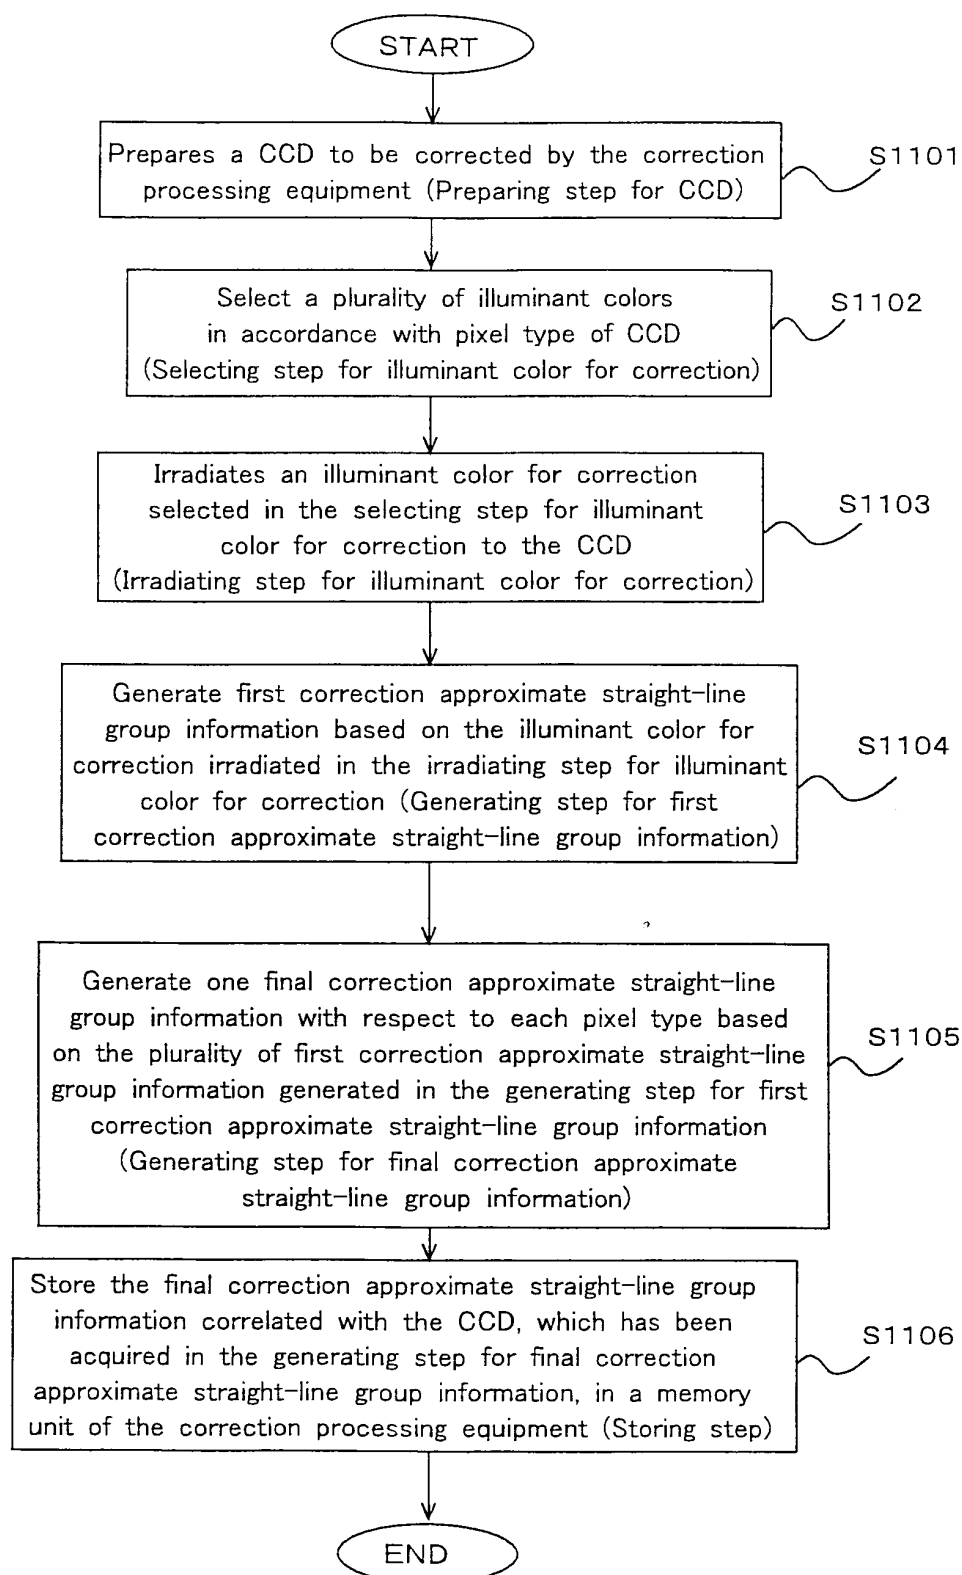 START
Prepares a CCD to be corrected by the correction
processing equipment (Preparing step for CCD)
S1101
Select a plurality of illuminant colors
in accordance with pixel type of CCD
(Selecting step for illuminant color for correction)
S1102
Irradiates an illuminant color for correction
selected in the selecting step for illuminant
color for correction to the CCD
(Irradiating step for illuminant color for correction)
S1103
Generate first correction approximate straight-line
group information based on the illuminant color for
correction irradiated in the irradiating step for illuminant
color for correction (Generating step for first
correction approximate straight-line group information)
S1104
Generate one final correction approximate straight-line
group information with respect to each pixel type based
on the plurality of first correction approximate straight-line
group information generated in the generating step for first
correction approximate straight-line group information
(Generating step for final correction approximate
straight-line group information)
S1105
Store the final correction approximate straight-line group
information correlated with the CCD, which has been
acquired in the generating step for final correction
approximate straight-line group information, in a memory
unit of the correction processing equipment (Storing step)
S1106
END